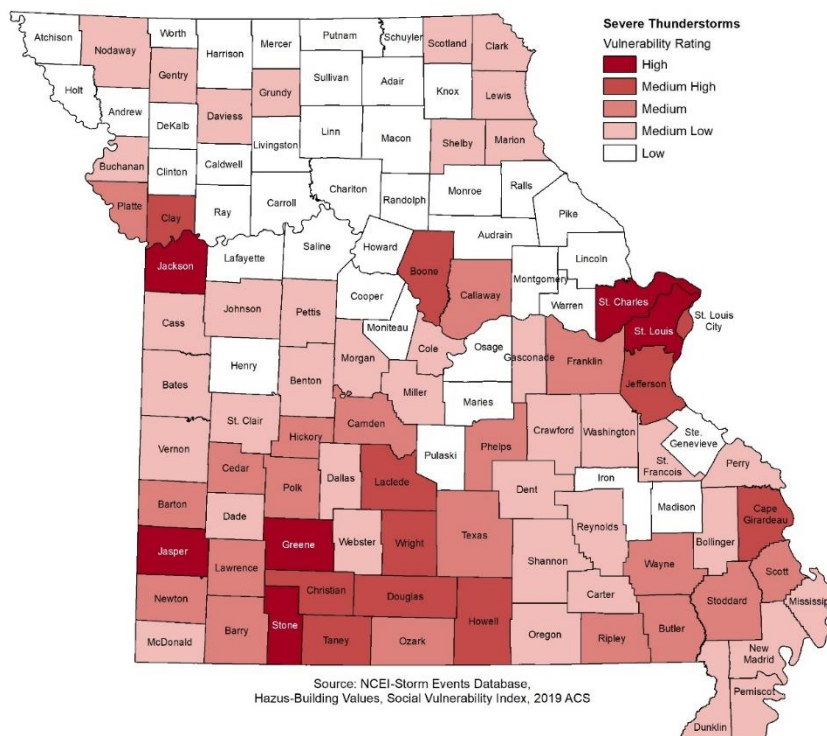 Severe Thunderstorms
Vulnerability Rating
High
Medium High
Medium
Medium Low
Low
Atchison
Nodaway
Worth
Harrison
Mercer
Putnam
Schuyler
Scotland
Clark
Holt
Gentry
Sullivan
Adair
Knox
Lewis
Andrew
DeKalb
Daviess
Grundy
Linn
Macon
Shelby
Marion
Buchanan
Clinton
Caldwell
Livingston
Chariton
Randolph
Monroe
Ralls
Pike
Platte
Clay
Ray
Carroll
Saline
Howard
Boone
Audrain
Callaway
Montgomery
Lincoln
Warren
St. Charles
St. Louis
St. Louis
City
Jackson
Lafayette
Cooper
Moniteau
Cole
Osage
Gasconade
Franklin
Jefferson
Cass
Johnson
Pettis
Morgan
Miller
Maries
Bates
Henry
Benton
Camden
Crawford
Washington
Ste.
Genevieve
St. Clair
Hickory
Pulaski
Phelps
St.
Francois
Perry
Vernon
Cedar
Polk
Dallas
Laclede
Dent
Iron
Madison
Cape
Girardeau
Barton
Dade
Greene
Webster
Wright
Texas
Reynolds
Bollinger
Jasper
Lawrence
Christian
Douglas
Shannon
Wayne
Scott
Newton
Stone
Taney
Ozark
Howell
Carter
Stoddard
Mississip
McDonald
Barry
Oregon
Ripley
Butler
New
Madrid
Pemiscot
Dunklin
Source: NCEI-Storm Events Database,
Hazus-Building Values, Social Vulnerability Index, 2019 ACS